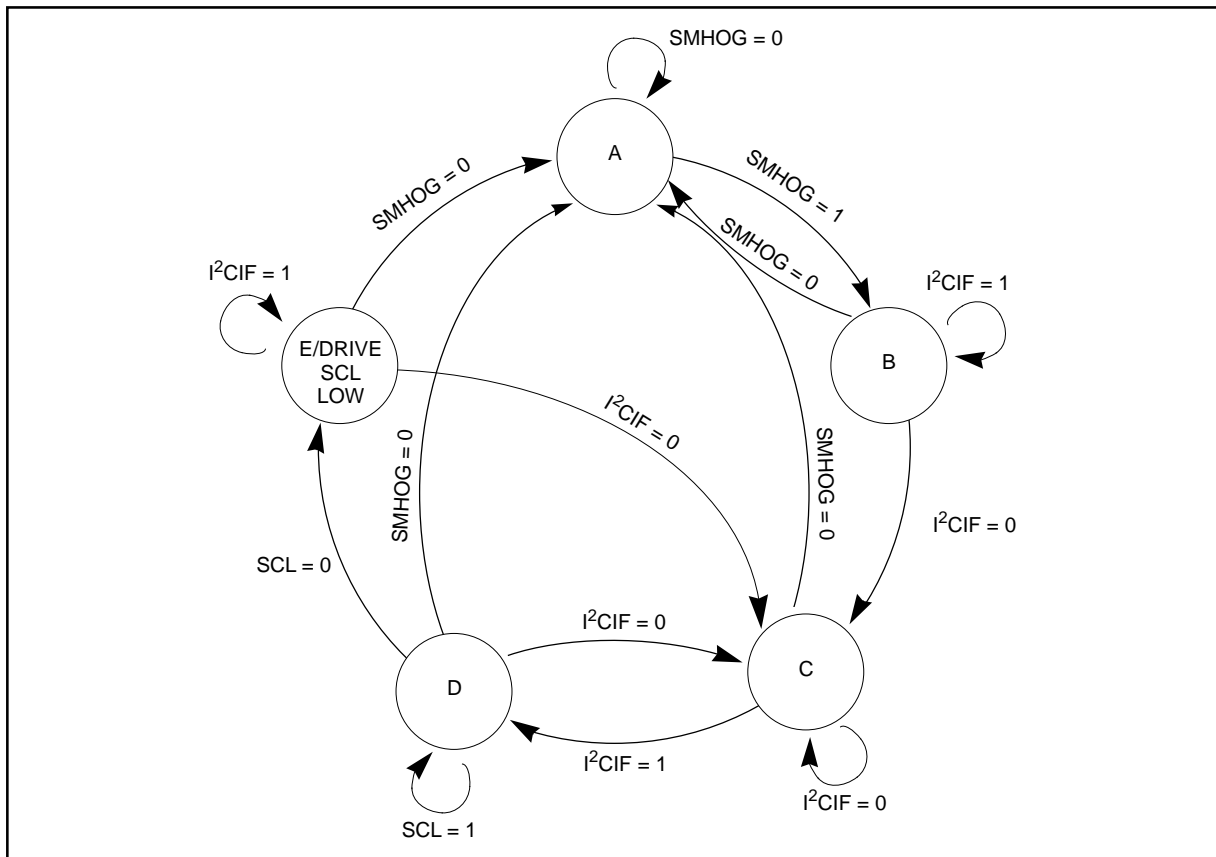 SMHOG = 0
A
SMHOG = 0
SMHOG = 1
SMHOG = 0
I²CIF = 1
I²CIF = 1
E/DRIVE
SCL
LOW
B
I²CIF = 0
SMHOG = 0
SMHOG = 0
I²CIF = 0
SCL = 0
I²CIF = 0
D
C
I²CIF = 1
SCL = 1
I²CIF = 0